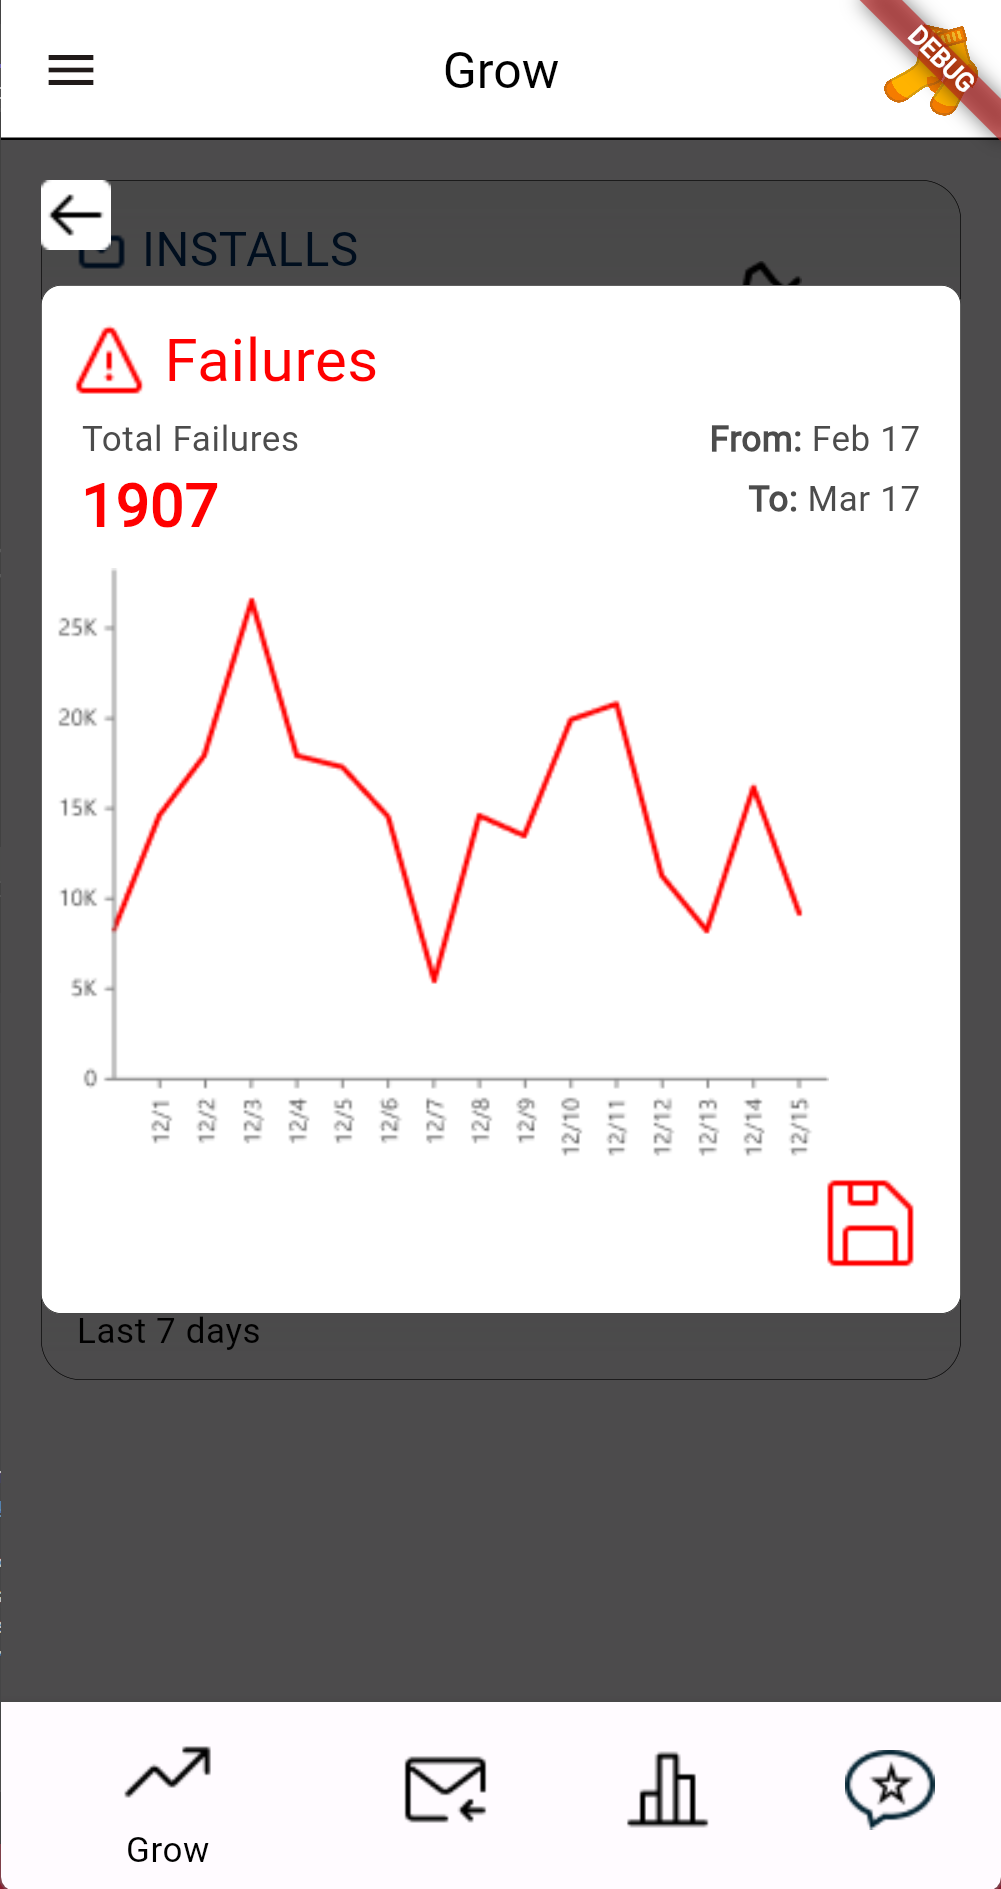 Grow
DEBUG
INSTALLS
Failures
Total Failures
From: Feb 17
1907
To: Mar 17
25K
20K
15K
10K
5K
0
12/1
12/2
12/3
12/4
12/5
12/6
12/7
12/8
12/9
12/10
12/11
12/12
12/13
12/14
12/15
Last 7 days
Grow